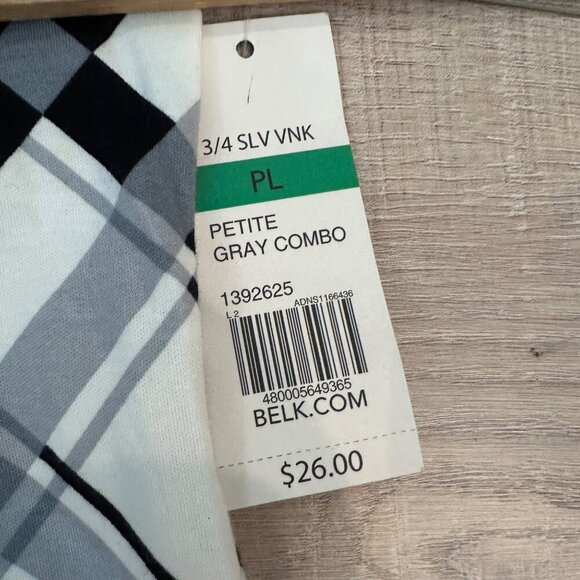 3/4 SLV VNK
PL
PETITE
GRAY COMBO
1392625
L 2 ADNS1166436
480005649365
BELK.COM
$26.00